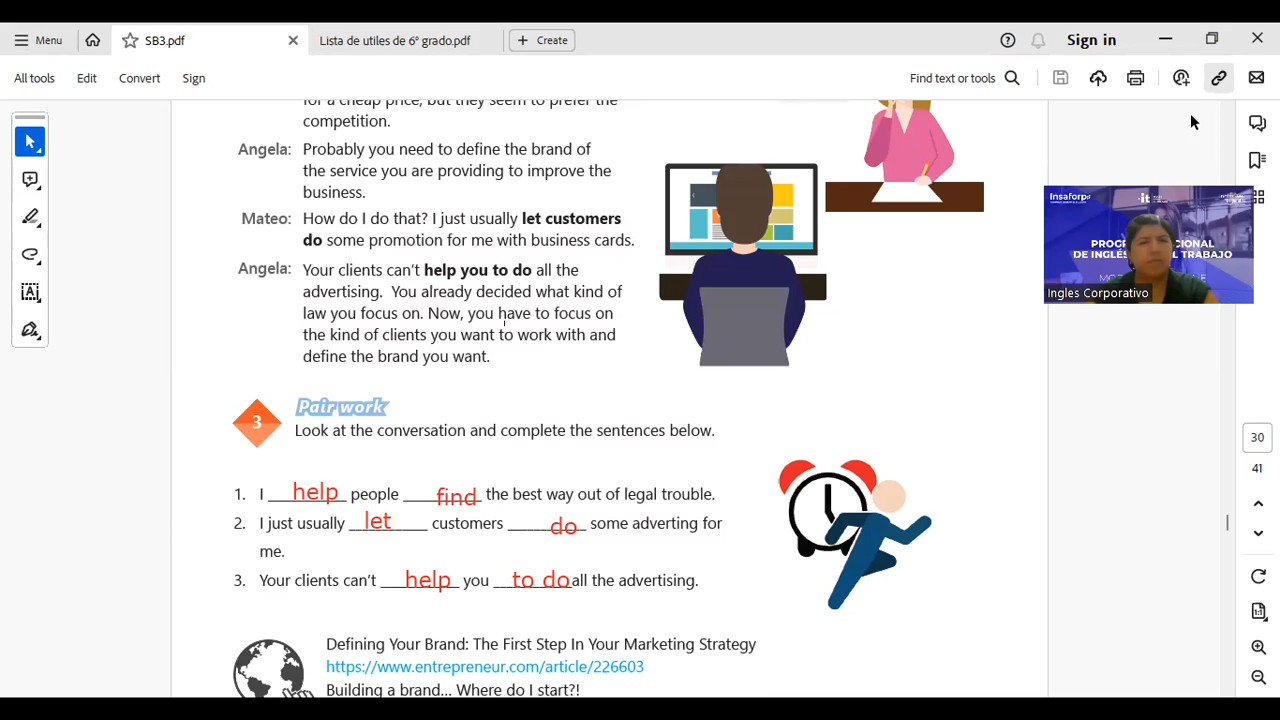 Menu
SB3.pdf
Lista de utiles de 6° grado.pdf
Create
Sign in
All tools
Edit
Convert
Sign
Find text or tools
for a cheap price, but they seem to prefer the
competition.
Angela: Probably you need to define the brand of
the service you are providing to improve the
business.
Mateo: How do I do that? I just usually let customers
do some promotion for me with business cards.
Angela: Your clients can't help you to do all the
advertising. You already decided what kind of
law you focus on. Now, you have to focus on
the kind of clients you want to work with and
define the brand you want.
Insaforp
PROGR
CIONAL
DE INGLÉS
L TRABAJO
Ingles Corporativo
3
Pair work
Look at the conversation and complete the sentences below.
1. I help people find the best way out of legal trouble.
2. I just usually let customers do some adverting for
me.
3. Your clients can't help you to do all the advertising.
30
41
Defining Your Brand: The First Step In Your Marketing Strategy
https://www.entrepreneur.com/article/226603
Building a brand... Where do I start?!